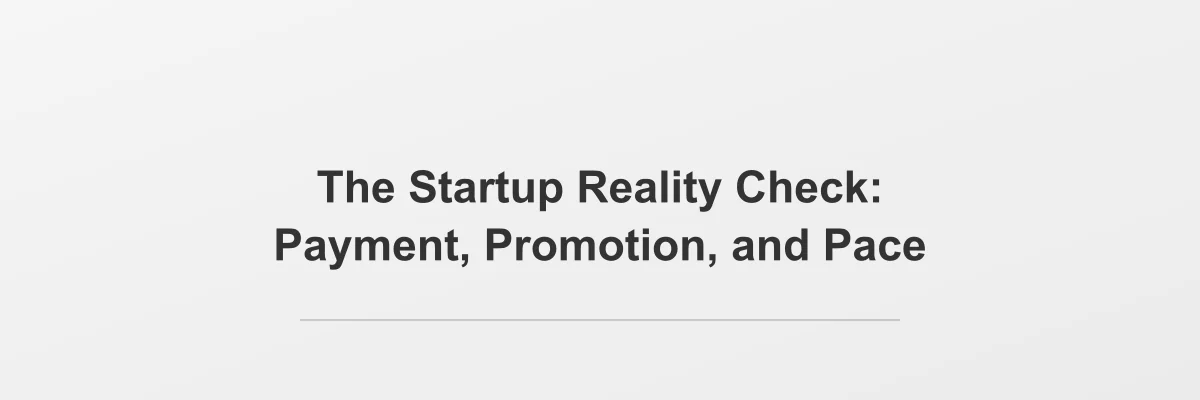 The Startup Reality Check:
Payment, Promotion, and Pace